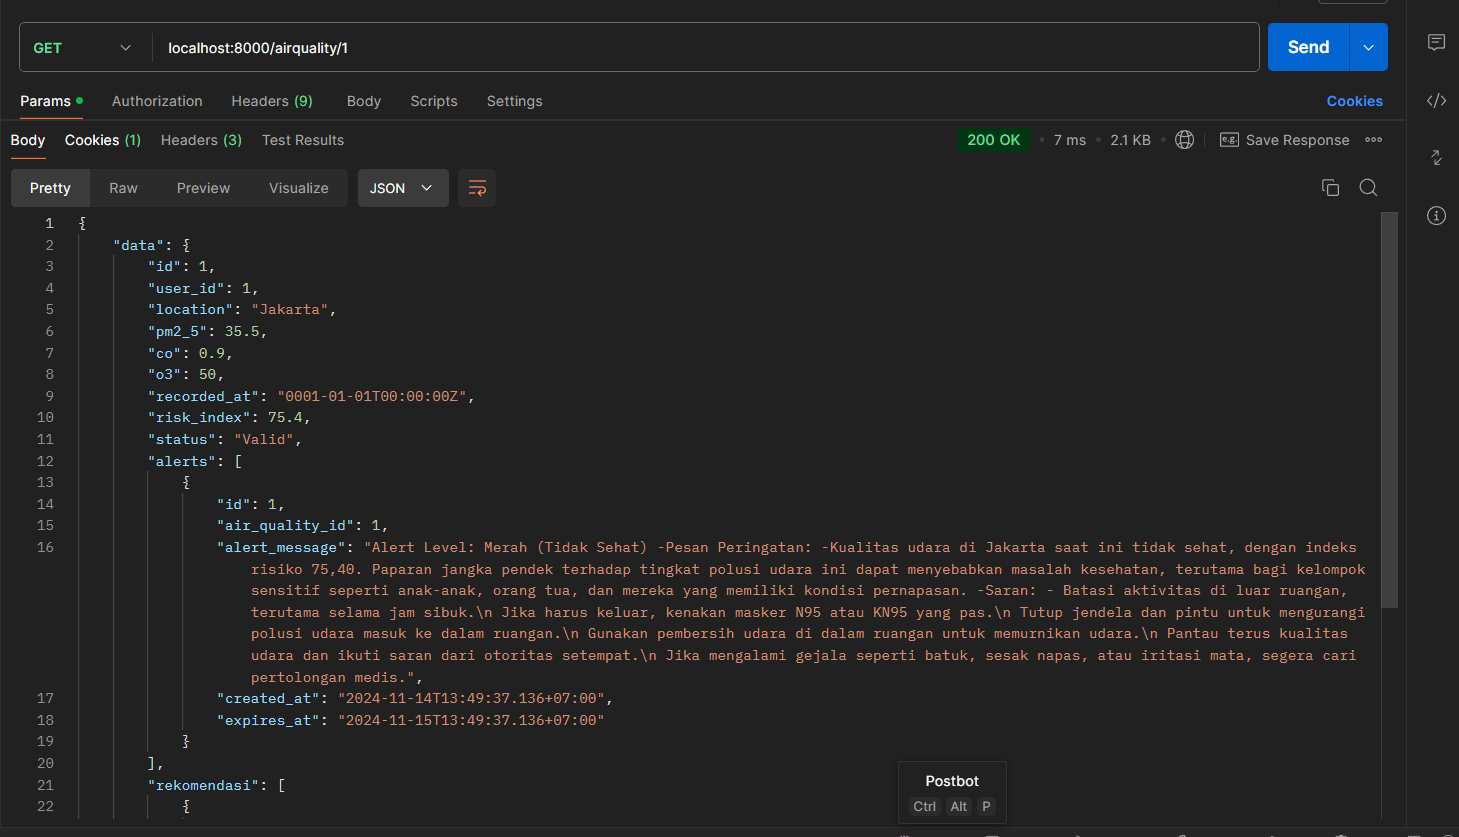 GET localhost:8000/airquality/1 Send
Params Authorization Headers (9) Body Scripts Settings Cookies
Body Cookies (1) Headers (3) Test Results 200 OK 7 ms 2.1 KB e.g. Save Response
Pretty Raw Preview Visualize JSON
1 {
2 "data": {
3 "id": 1,
4 "user_id": 1,
5 "location": "Jakarta",
6 "pm2_5": 35.5,
7 "co": 0.9,
8 "o3": 50,
9 "recorded_at": "0001-01-01T00:00:00Z",
10 "risk_index": 75.4,
11 "status": "Valid",
12 "alerts": [
13 {
14 "id": 1,
15 "air_quality_id": 1,
16 "alert_message": "Alert Level: Merah (Tidak Sehat) -Pesan Peringatan: -Kualitas udara di Jakarta saat ini tidak sehat, dengan indeks
risiko 75,40. Paparan jangka pendek terhadap tingkat polusi udara ini dapat menyebabkan masalah kesehatan, terutama bagi kelompok
sensitif seperti anak-anak, orang tua, dan mereka yang memiliki kondisi pernapasan. -Saran: - Batasi aktivitas di luar ruangan,
terutama selama jam sibuk.\n Jika harus keluar, kenakan masker N95 atau KN95 yang pas.\n Tutup jendela dan pintu untuk mengurangi
polusi udara masuk ke dalam ruangan.\n Gunakan pembersih udara di dalam ruangan untuk memurnikan udara.\n Pantau terus kualitas
udara dan ikuti saran dari otoritas setempat.\n Jika mengalami gejala seperti batuk, sesak napas, atau iritasi mata, segera cari
pertolongan medis.",
17 "created_at": "2024-11-14T13:49:37.136+07:00",
18 "expires_at": "2024-11-15T13:49:37.136+07:00"
19 }
20 ],
21 "rekomendasi": [
22 {
Postbot
Ctrl Alt P